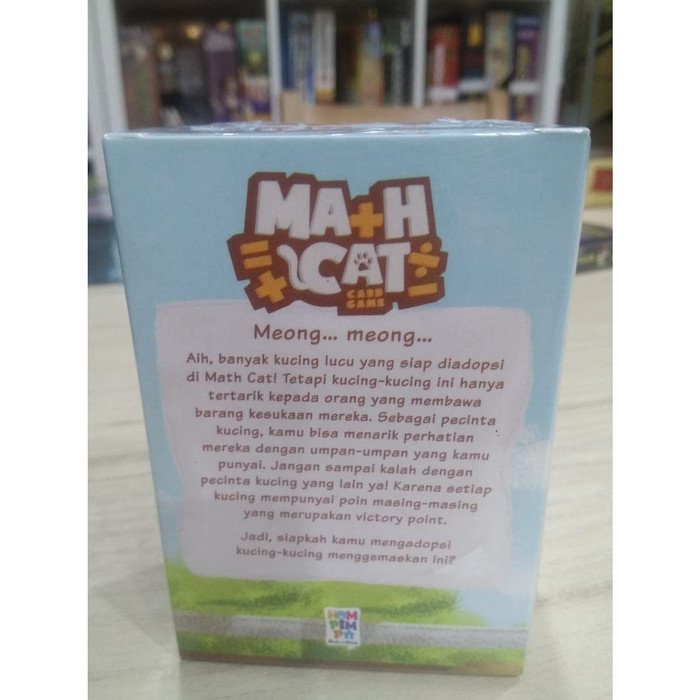 MATH
CAT
CARD
GAME
Meong... meong...
Aih, banyak kucing lucu yang siap diadopsi
di Math Cat! Tetapi kucing-kucing ini hanya
tertarik kepada orang yang membawa
barang kesukaan mereka. Sebagai pecinta
kucing, kamu bisa menarik perhatian
mereka dengan umpan-umpan yang kamu
punyai. Jangan sampai kalah dengan
pecinta kucing yang lain ya! Karena setiap
kucing mempunyai poin masing-masing
yang merupakan victory point.
Jadi, siapkah kamu mengadopsi
kucing-kucing menggemaskan ini?
HOM
PIM
PA